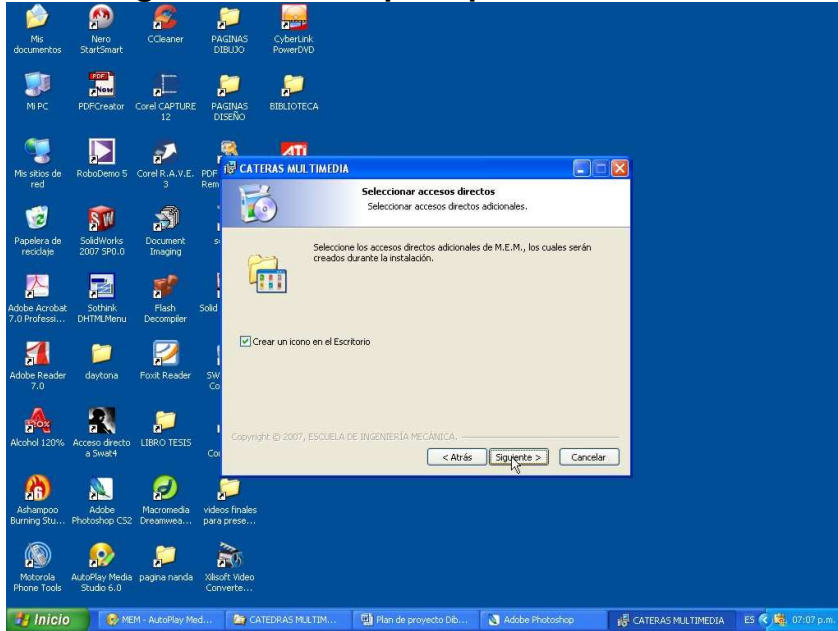 Mis documentos
Nero StartSmart
CCleaner
PAGINAS DIBUJO
CyberLink PowerDVD
Mi PC
PDFCreator
Corel CAPTURE 12
PAGINAS DISEÑO
BIBLIOTECA
Mis sitios de red
RoboDemo 5
Corel R.A.V.E. 3
PDF
Rem
ATI
Papelera de reciclaje
SolidWorks 2007 SP0.0
Document Imaging
Adobe Acrobat 7.0 Professi...
Sothink DHTMLMenu
Flash Decompiler
Solid
Adobe Reader 7.0
daytona
Foxit Reader
SW
Co
Alcohol 120%
Acceso directo a Swat4
LIBRO TESIS
Ashampoo Burning Stu...
Adobe Photoshop CS2
Macromedia Dreamwea...
videos finales para prese...
Motorola Phone Tools
AutoPlay Media Studio 6.0
pagina nanda
Xilisoft Video Converte...
CATERAS MULTIMEDIA
Seleccionar accesos directos
Seleccionar accesos directos adicionales.
Seleccione los accesos directos adicionales de M.E.M., los cuales serán
creados durante la instalación.
Crear un icono en el Escritorio
Copyright © 2007, ESCUELA DE INGENIERÍA MECÁNICA.
< Atrás
Siguiente >
Cancelar
Inicio
MEM - AutoPlay Med...
CATEDRAS MULTIM...
Plan de proyecto Dib...
Adobe Photoshop
CATERAS MULTIMEDIA
ES
07:07 p.m.